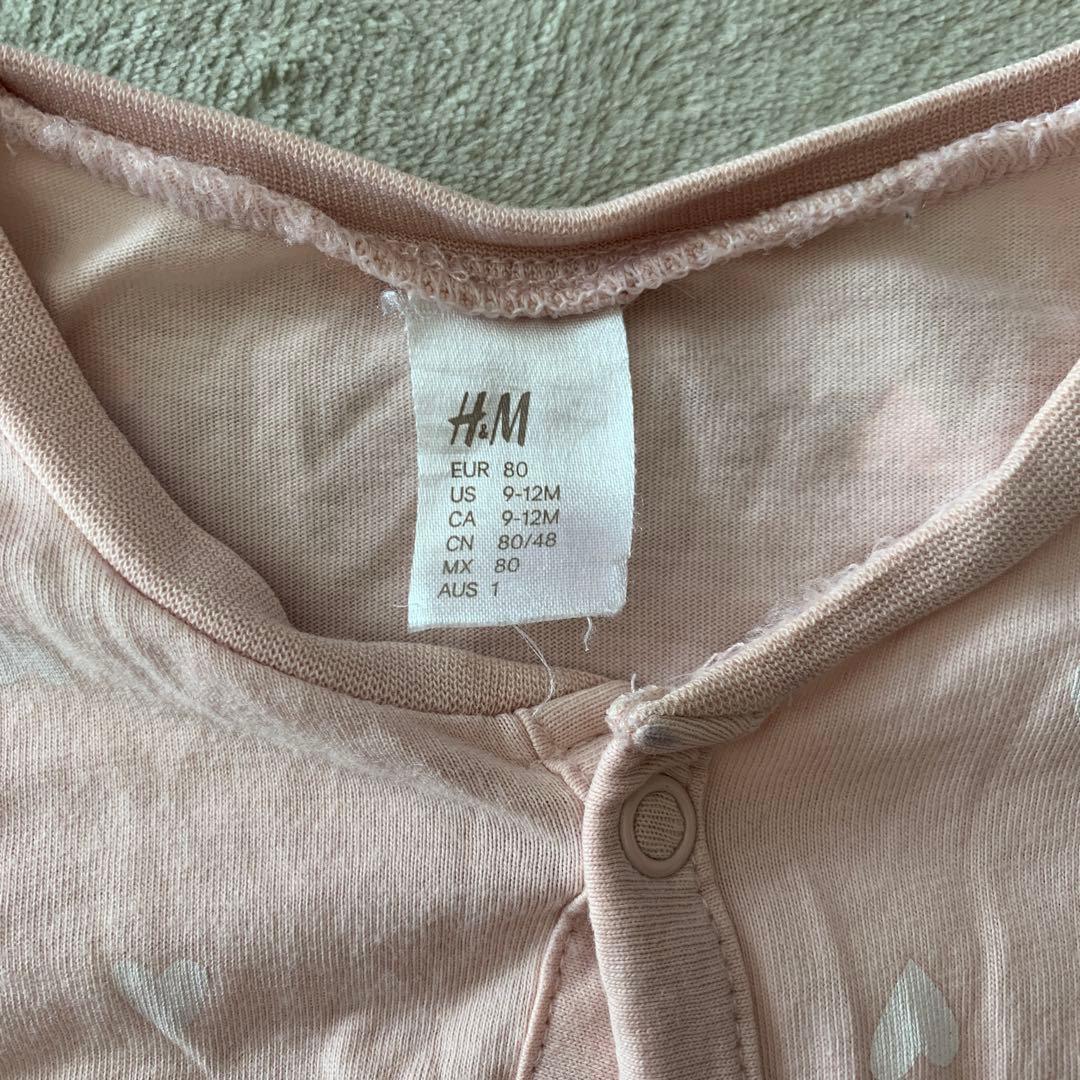 H&M
EUR 80
US 9-12M
CA 9-12M
CN 80/48
MX 80
AUS 1